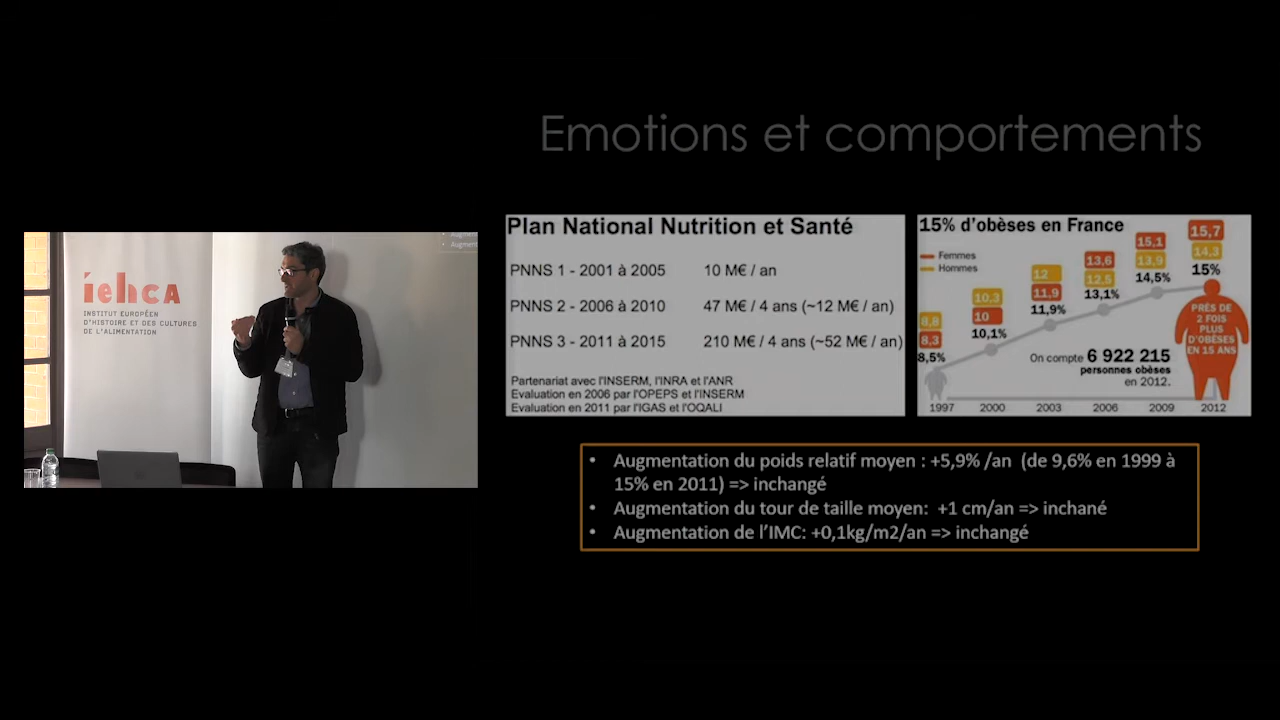 Emotions et comportements
iehca
INSTITUT EUROPÉEN
D'HISTOIRE ET DES CULTURES
DE L'ALIMENTATION
Plan National Nutrition et Santé
PNNS 1 - 2001 à 2005 10 M€ / an
PNNS 2 - 2006 à 2010 47 M€ / 4 ans (~12 M€ / an)
PNNS 3 - 2011 à 2015 210 M€ / 4 ans (~52 M€ / an)
Partenariat avec l'INSERM, l'INRA et l'ANR
Evaluation en 2006 par l'OPEPS et l'INSERM
Evaluation en 2011 par l'IGAS et l'OQALI
15% d'obèses en France
Femmes
Hommes
8,8
8,3
8,5%
10,3
10
10,1%
12
11,9
11,9%
13,6
12,5
13,1%
15,1
13,9
14,5%
15,7
14,3
15%
PRÈS DE
2 FOIS
PLUS
D'OBÈSES
EN 15 ANS
On compte 6 922 215
personnes obèses
en 2012.
1997 2000 2003 2006 2009 2012
• Augmentation du poids relatif moyen : +5,9% /an (de 9,6% en 1999 à
15% en 2011) => inchangé
• Augmentation du tour de taille moyen: +1 cm/an => inchané
• Augmentation de l'IMC: +0,1kg/m2/an => inchangé